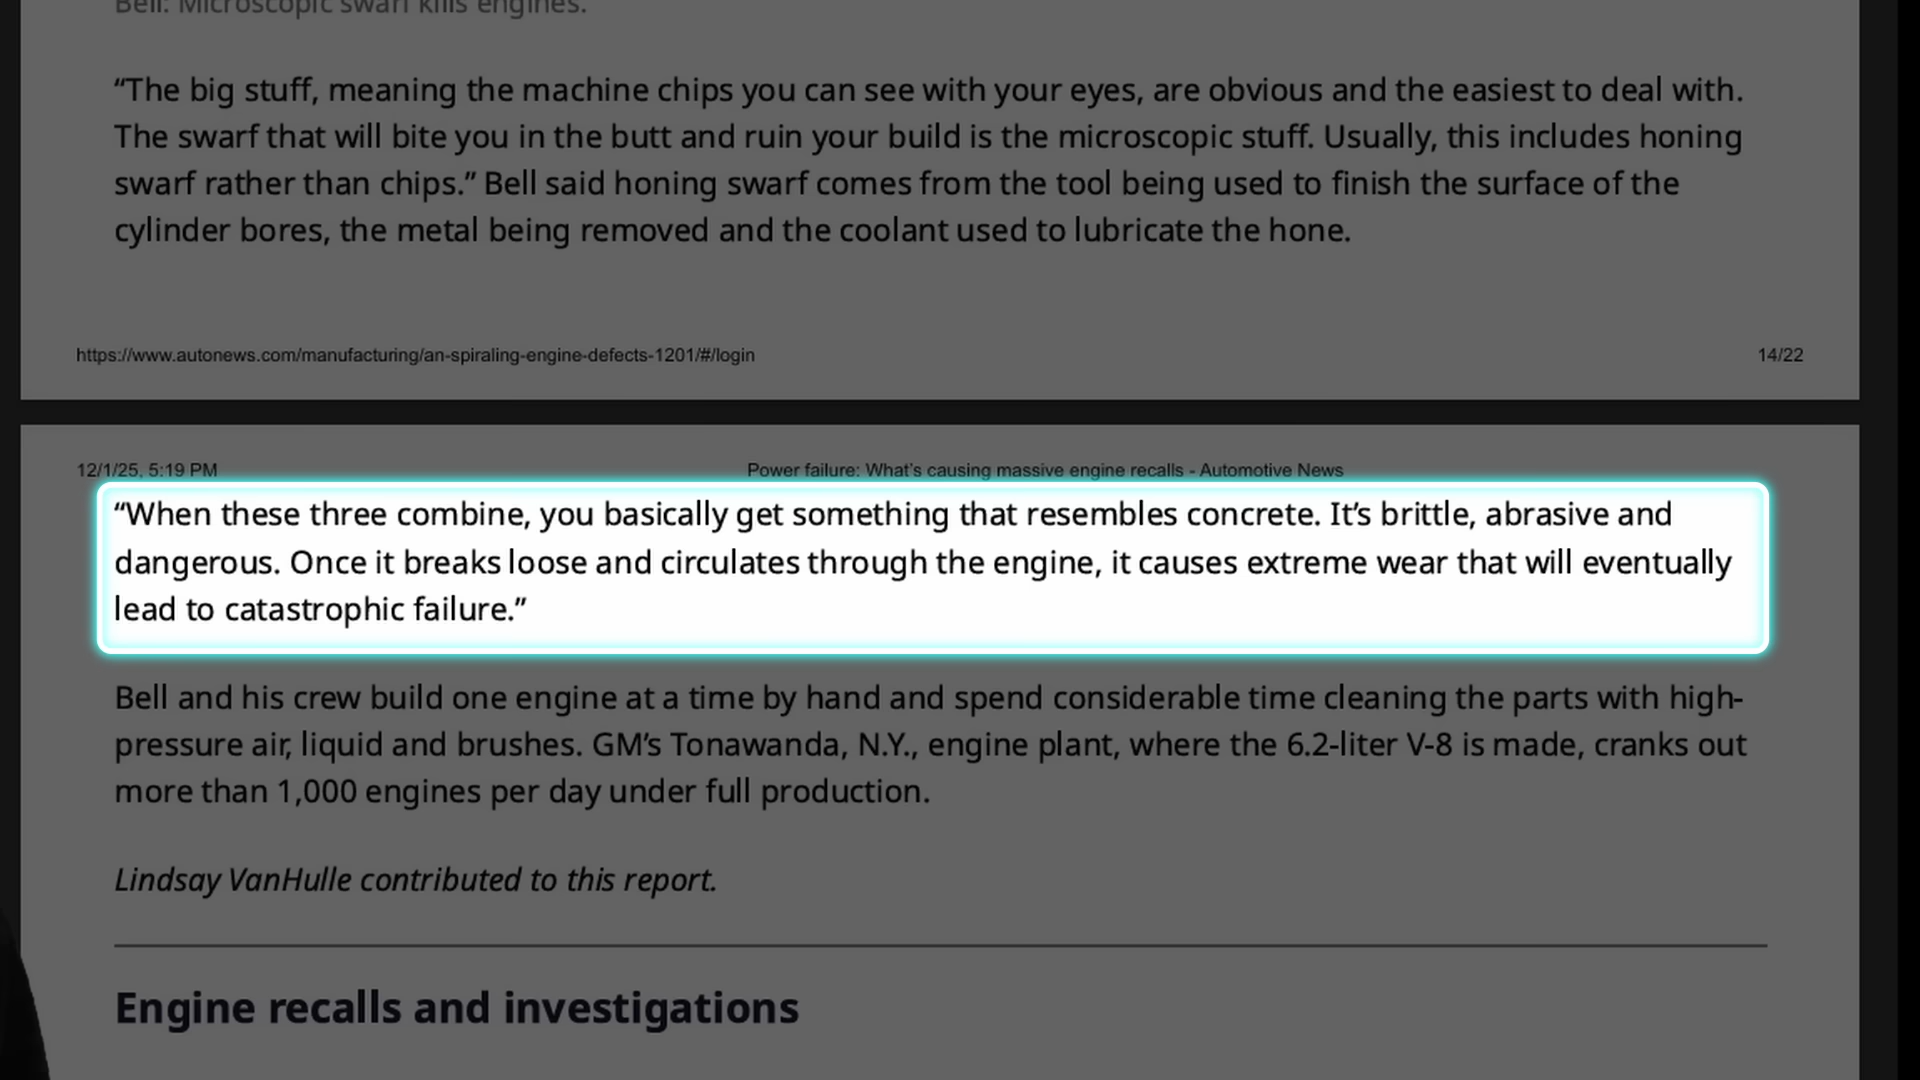 Bell: Microscopic swarf kills engines.
“The big stuff, meaning the machine chips you can see with your eyes, are obvious and the easiest to deal with.
The swarf that will bite you in the butt and ruin your build is the microscopic stuff. Usually, this includes honing
swarf rather than chips.” Bell said honing swarf comes from the tool being used to finish the surface of the
cylinder bores, the metal being removed and the coolant used to lubricate the hone.
https://www.autonews.com/manufacturing/an-spiraling-engine-defects-1201/#/login
14/22
12/1/25, 5:19 PM
Power failure: What's causing massive engine recalls - Automotive News
“When these three combine, you basically get something that resembles concrete. It’s brittle, abrasive and
dangerous. Once it breaks loose and circulates through the engine, it causes extreme wear that will eventually
lead to catastrophic failure.”
Bell and his crew build one engine at a time by hand and spend considerable time cleaning the parts with high-
pressure air, liquid and brushes. GM’s Tonawanda, N.Y., engine plant, where the 6.2-liter V-8 is made, cranks out
more than 1,000 engines per day under full production.
Lindsay VanHulle contributed to this report.
Engine recalls and investigations